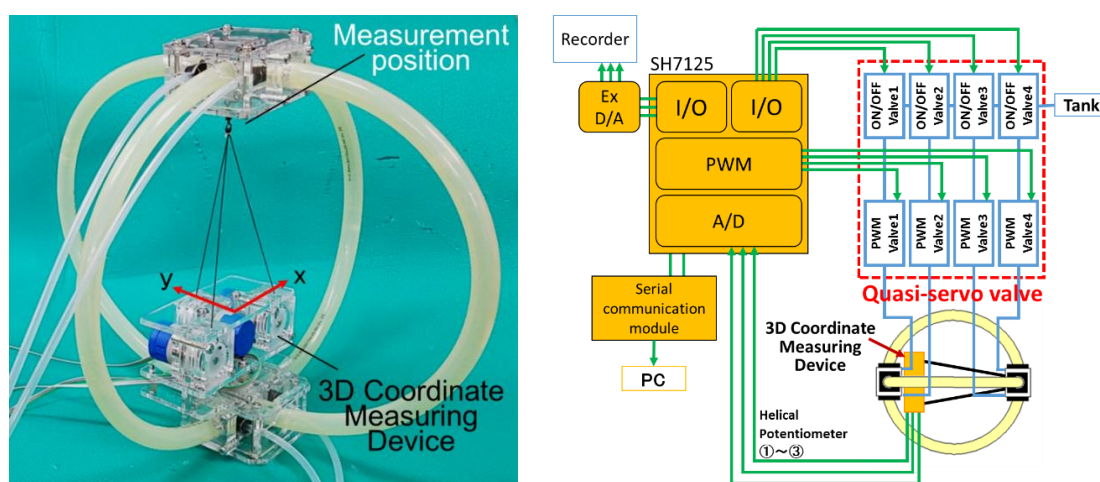 Measurement
position
y
x
3D Coordinate
Measuring
Device
Recorder
SH7125
Ex
D/A
I/O
I/O
PWM
A/D
Serial
communication
module
PC
ON/OFF
Valve1
ON/OFF
Valve2
ON/OFF
Valve3
ON/OFF
Valve4
Tank
PWM
Valve1
PWM
Valve2
PWM
Valve3
PWM
Valve4
Quasi-servo valve
3D Coordinate
Measuring
Device
Helical
Potentiometer
①～③